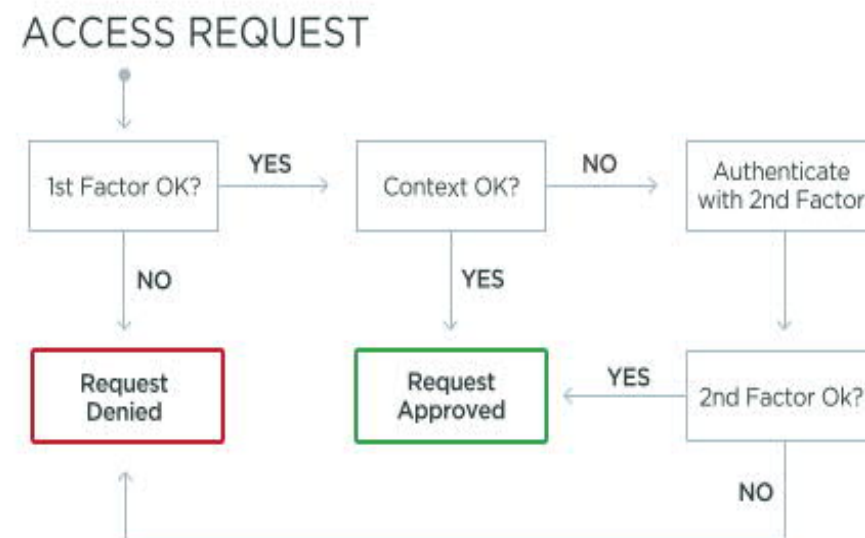 ACCESS REQUEST
1st Factor OK?
YES
Context OK?
NO
Authenticate
with 2nd Factor
NO
YES
Request
Denied
Request
Approved
YES
2nd Factor Ok?
NO